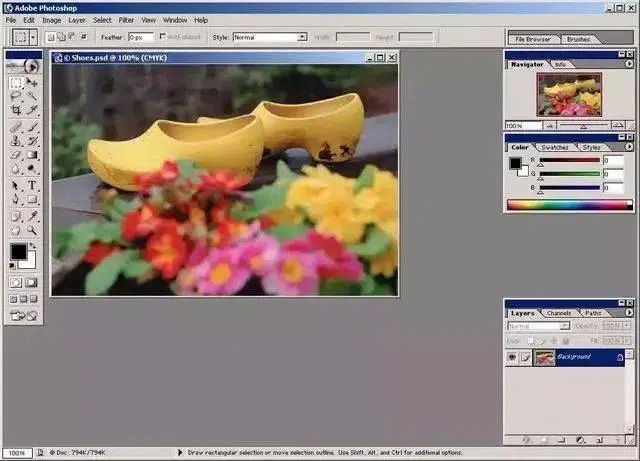 Adobe Photoshop
File Edit Image Layer Select Filter View Window Help
Feather: 0 px Anti-aliased Style: Normal Width: Height:
File Browser Brushes
© Shoes.psd @ 100% (CMYK)
Navigator Info
100%
Color Swatches Styles
R 0
G 0
B 0
Layers Channels Paths
Normal Opacity: 100%
Lock: Fill: 100%
Background
100% Doc: 794K/794K Draw rectangular selection or move selection outline. Use Shift, Alt, and Ctrl for additional options.